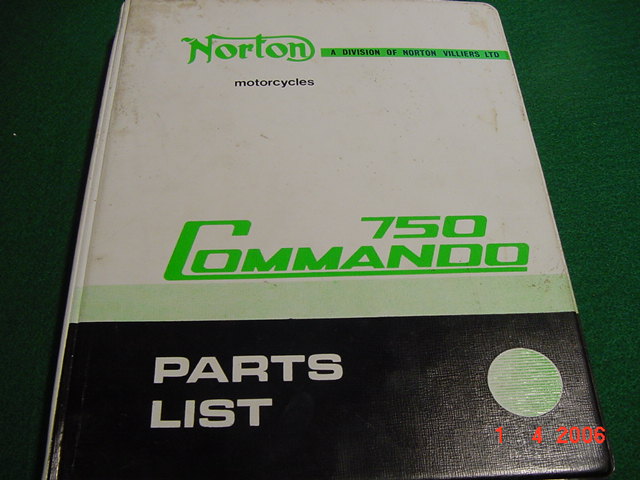 Norton
A DIVISION OF NORTON VILLIERS LTD
motorcycles
750
COMMANDO
PARTS
LIST
1 4 2006